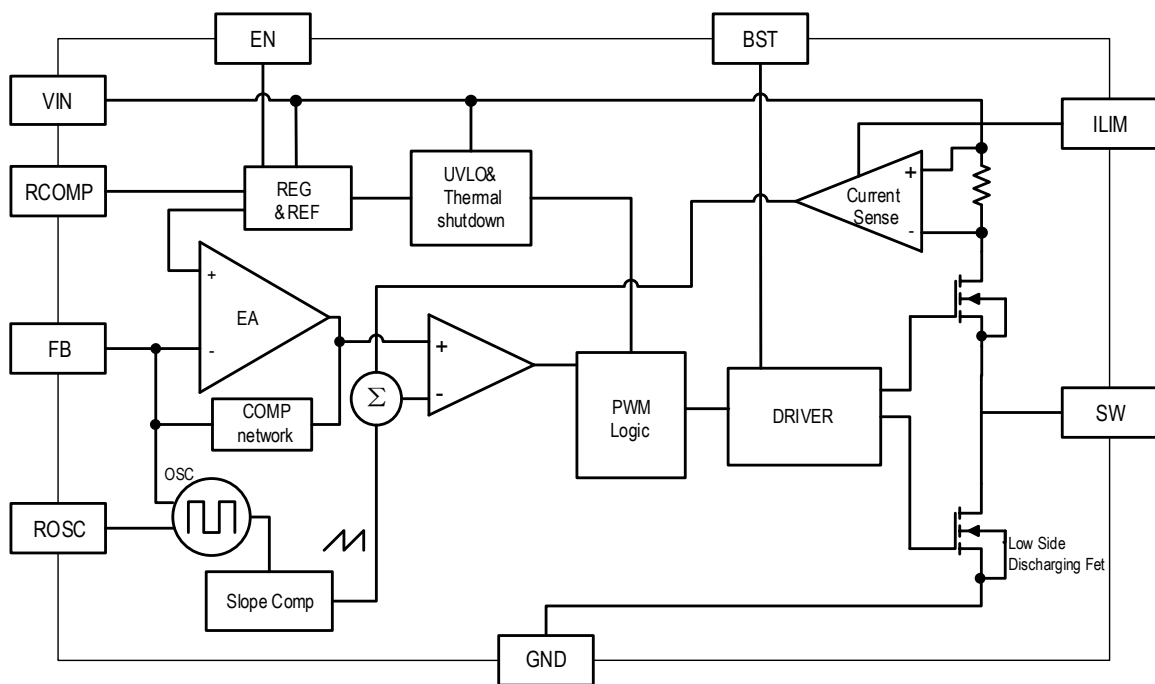 EN
BST
VIN
ILIM
RCOMP
REG
& REF
UVLO&
Thermal
shutdown
+
Current
Sense
-
+
EA
-
FB
+
-
Σ
COMP
network
PWM
Logic
DRIVER
SW
OSC
ROSC
Slope Comp
Low Side
Discharging Fet
GND